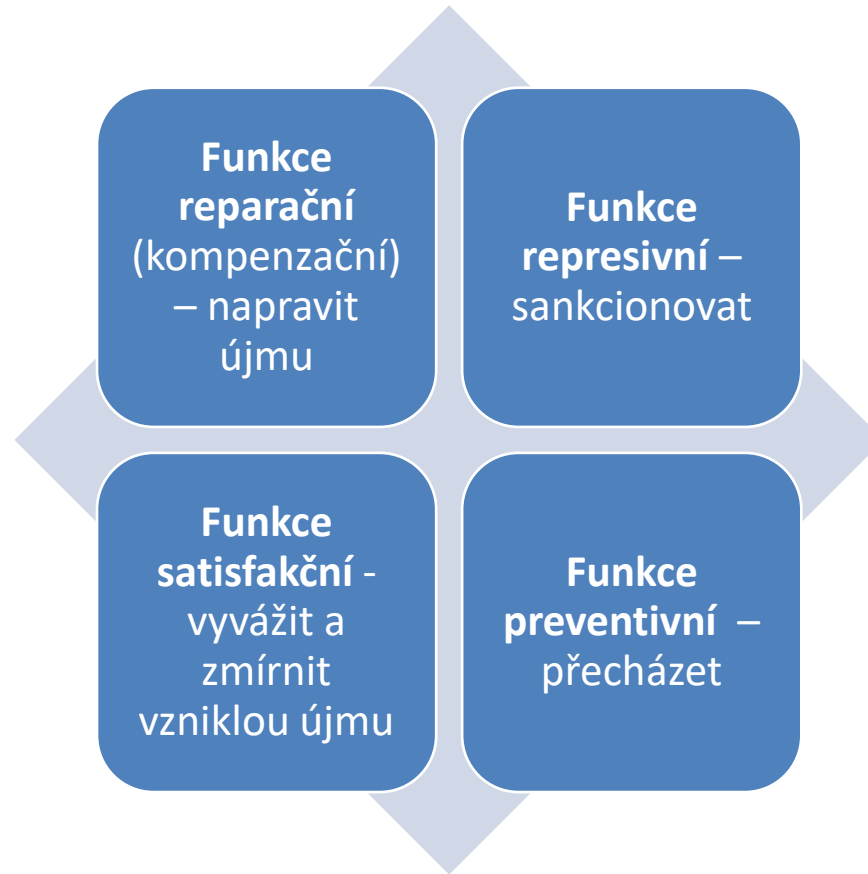 Funkce
reparační
(kompenzační)
– napravit
újmu
Funkce
represivní –
sankcionovat
Funkce
satisfakční -
vyvážit a
zmírnit
vzniklou újmu
Funkce
preventivní –
přecházet